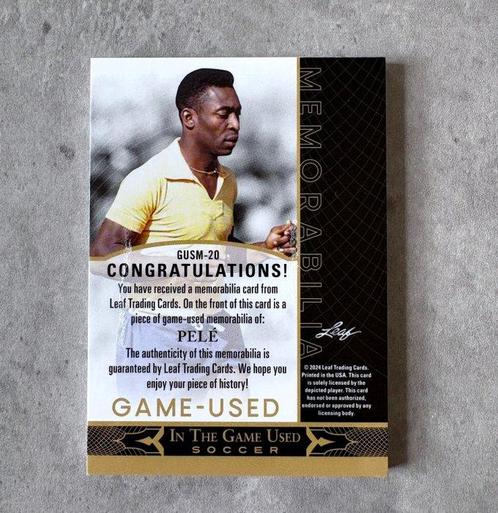 MEMORABILIA
GUSM-20
CONGRATULATIONS!
You have received a memorabilia card from
Leaf Trading Cards. On the front of this card is a
piece of game-used memorabilia of:
PELÉ
The authenticity of this memorabilia is
guaranteed by Leaf Trading Cards. We hope you
enjoy your piece of history!
GAME-USED
Leaf
© 2024 Leaf Trading Cards.
Printed in the USA. This card
is solely licensed by the
depicted player. This card
has not been authorized,
endorsed or approved by any
licensing body.
IN THE GAME USED
SOCCER